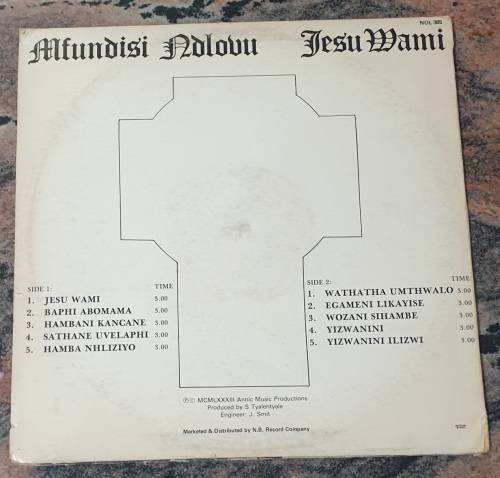 NOL 305
Mfundisi Ndlovu Jesu Wami
SIDE 1: TIME
1. JESU WAMI 5.00
2. BAPHI ABOMAMA 5.00
3. HAMBANI KANCANE 5.00
4. SATHANE UVELAPHI 5.00
5. HAMBA NHLIZIYO 5.00
SIDE 2: TIME
1. WATHATHA UMTHWALO 5.00
2. EGAMENI LIKAYISE 5.00
3. WOZANI SIHAMBE 5.00
4. YIZWANINI 5.00
5. YIZWANINI ILIZWI 5.00
℗ © MCMLXXXIII Annic Music Productions
Produced by S Tyalentyale
Engineer: J. Smit
Marketed & Distributed by N.B. Record Company